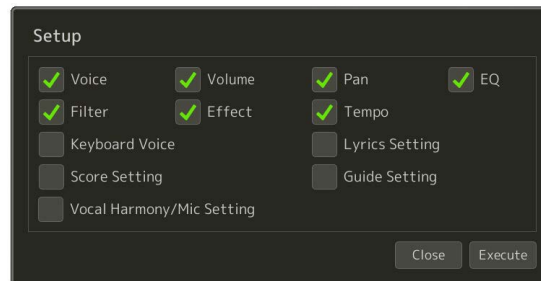 Setup
Voice Volume Pan EQ
Filter Effect Tempo
Keyboard Voice Lyrics Setting
Score Setting Guide Setting
Vocal Harmony/Mic Setting
Close Execute